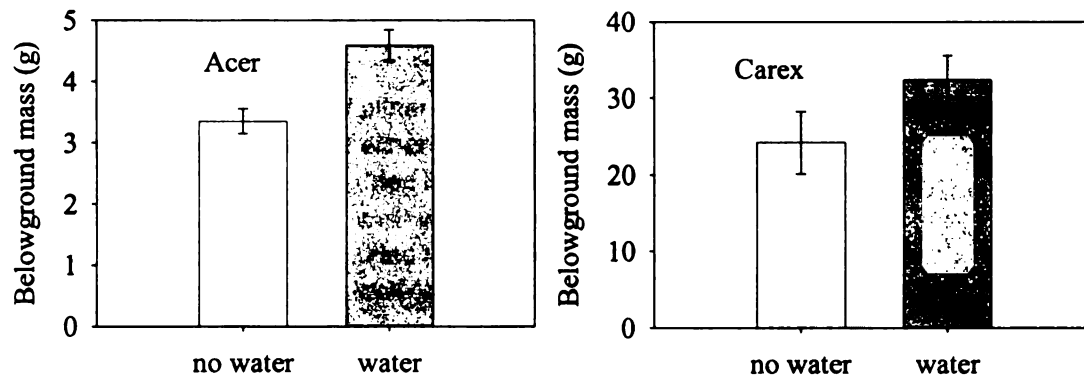 Belowground mass (g)
5
4
3
2
1
0
Acer
no water
water
Belowground mass (g)
40
30
20
10
0
Carex
no water
water